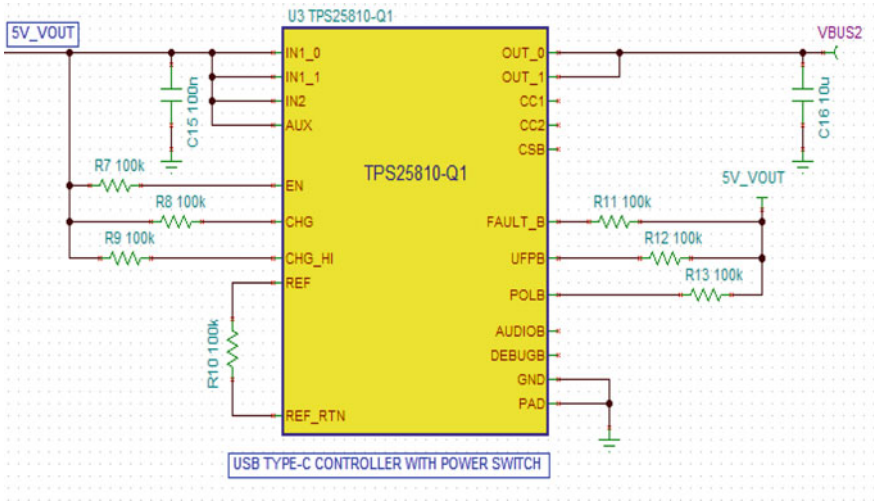 U3 TPS25810-Q1
5V_VOUT
VBUS2
IN1_0
OUT_0
IN1_1
OUT_1
IN2
CC1
AUX
CC2
CSB
C15 100n
C16 10u
TPS25810-Q1
R7 100k
EN
5V_VOUT
R8 100k
CHG
FAULT_B
R11 100k
R9 100k
CHG_HI
UFPB
R12 100k
REF
POLB
R13 100k
R10 100k
AUDIOB
DEBUGB
GND
PAD
REF_RTN
USB TYPE-C CONTROLLER WITH POWER SWITCH